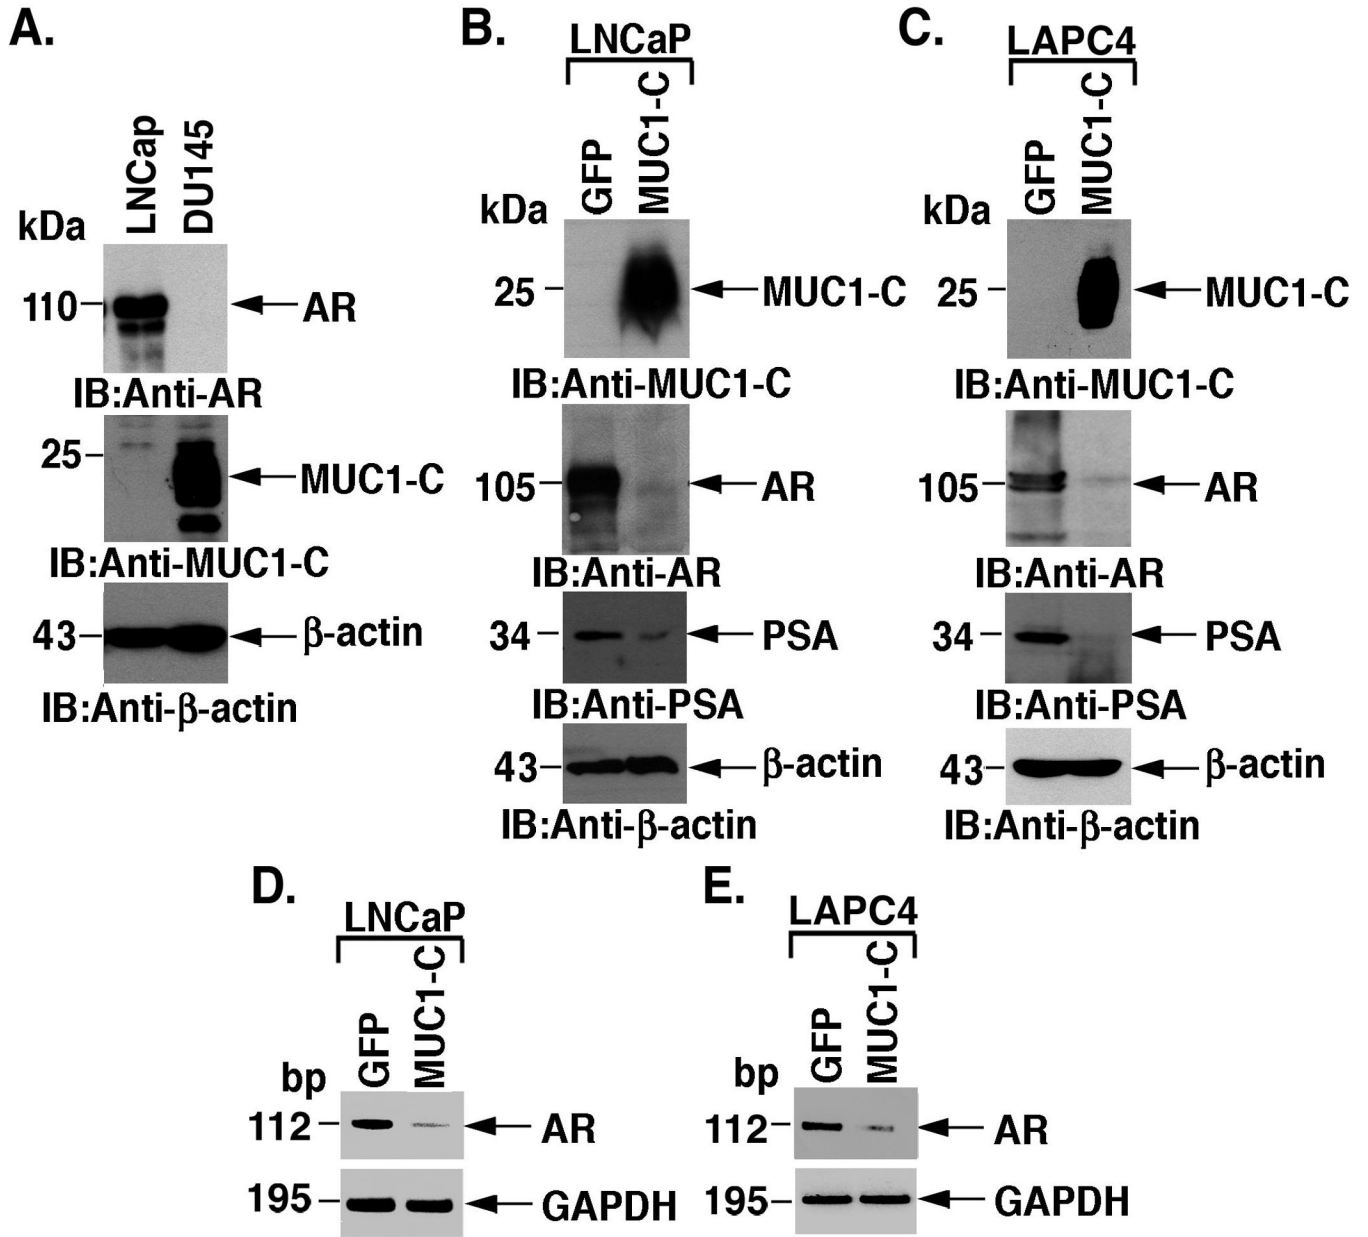 A.
LNCap
DU145
kDa
110
AR
IB:Anti-AR
25
MUC1-C
IB:Anti-MUC1-C
43
β-actin
IB:Anti-β-actin
B.
LNCaP
GFP
MUC1-C
kDa
25
MUC1-C
IB:Anti-MUC1-C
105
AR
IB:Anti-AR
34
PSA
IB:Anti-PSA
43
β-actin
IB:Anti-β-actin
C.
LAPC4
GFP
MUC1-C
kDa
25
MUC1-C
IB:Anti-MUC1-C
105
AR
IB:Anti-AR
34
PSA
IB:Anti-PSA
43
β-actin
IB:Anti-β-actin
D.
LNCaP
GFP
MUC1-C
bp
112
AR
195
GAPDH
E.
LAPC4
GFP
MUC1-C
bp
112
AR
195
GAPDH